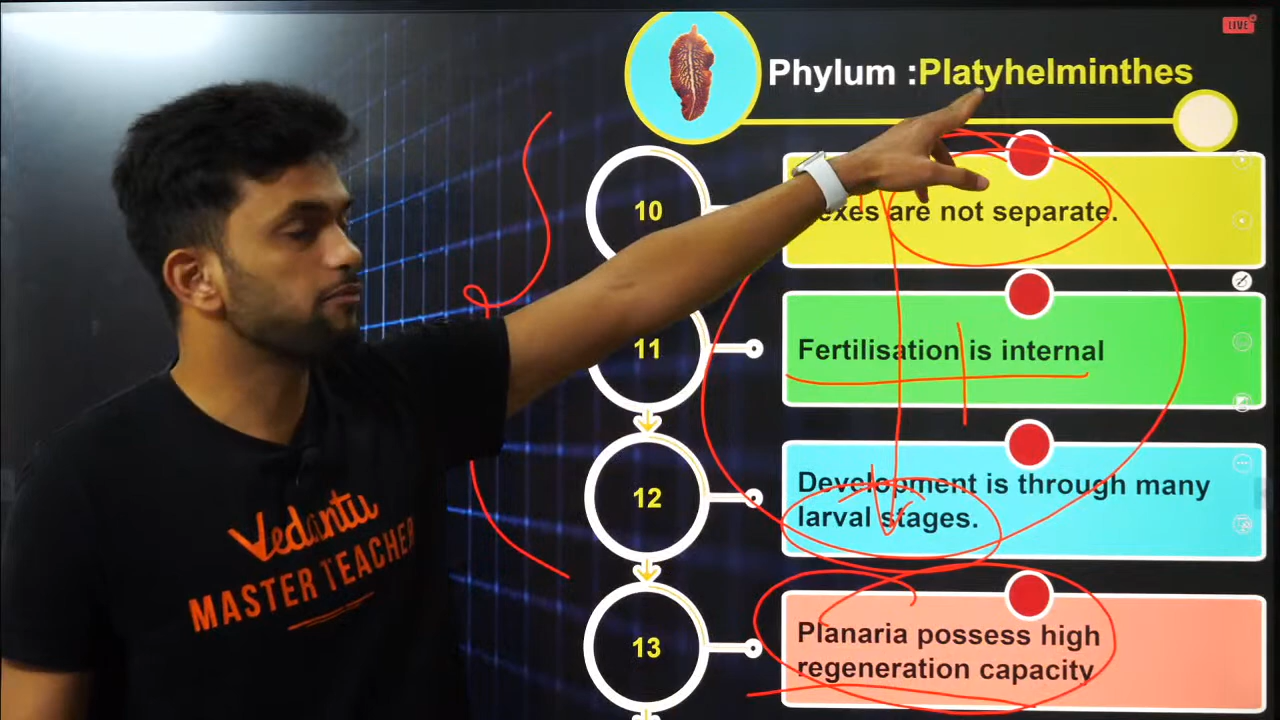 LIVE
Phylum :Platyhelminthes
10
exes are not separate.
11
Fertilisation is internal
12
Development is through many
larval stages.
13
Planaria possess high
regeneration capacity
Vedantu
MASTER TEACHER